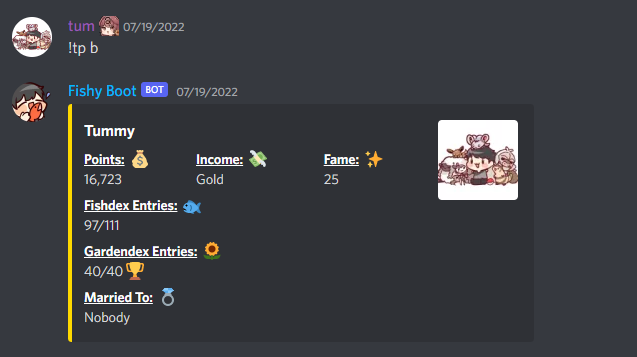 tum 07/19/2022
!tp b
Fishy Boot BOT 07/19/2022
Tummy
Points: Income: Fame:
16,723 Gold 25
Fishdex Entries:
97/111
Gardendex Entries:
40/40
Married To:
Nobody